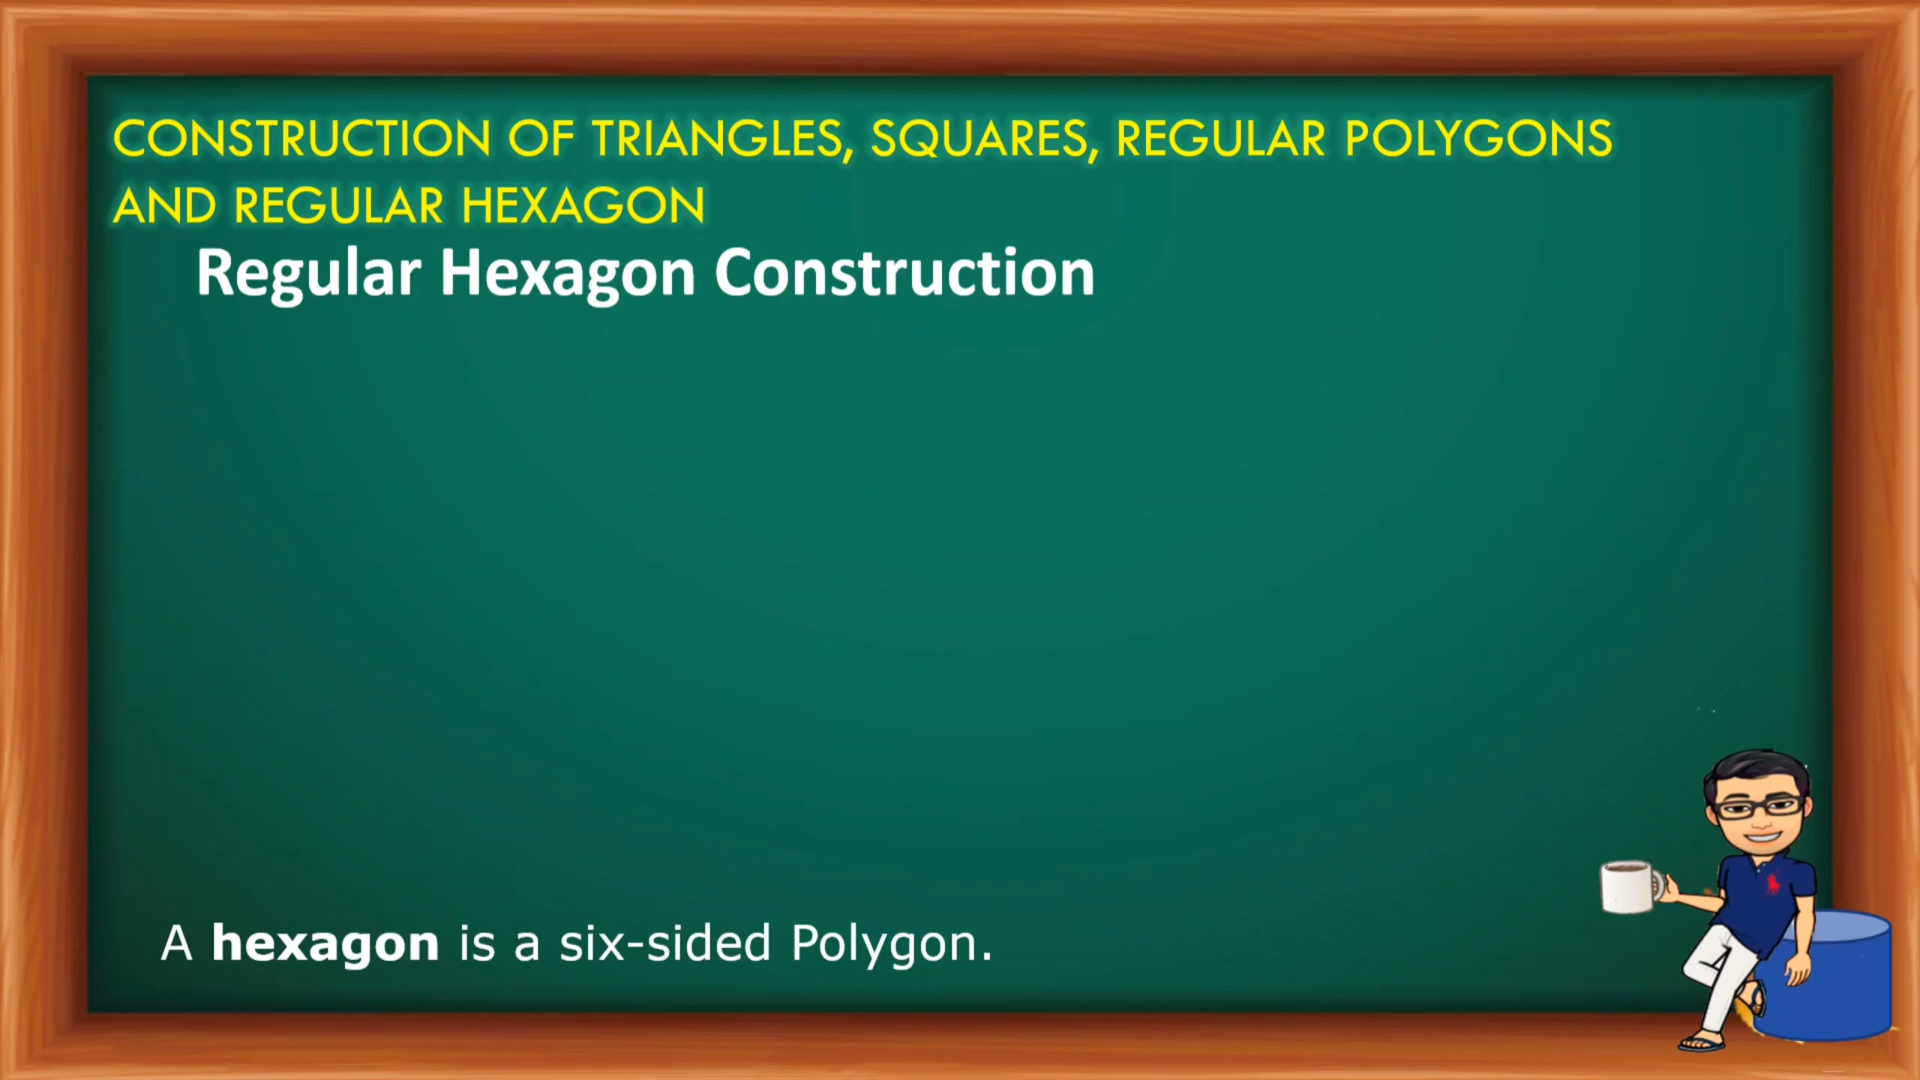 CONSTRUCTION OF TRIANGLES, SQUARES, REGULAR POLYGONS
AND REGULAR HEXAGON
Regular Hexagon Construction
A hexagon is a six-sided Polygon.